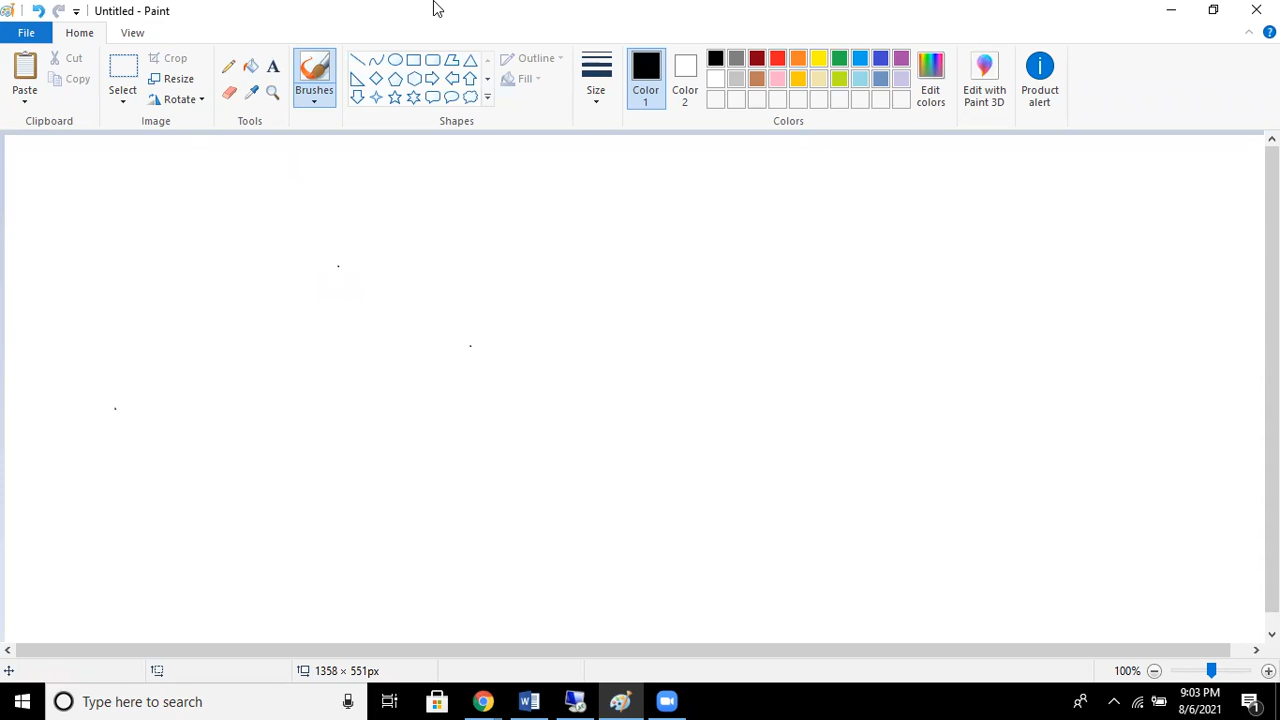 Untitled - Paint
File
Home
View
Paste
Cut
Copy
Clipboard
Select
Crop
Resize
Rotate
Image
A
Tools
Brushes
Shapes
Outline
Fill
Size
Color
1
Color
2
Edit
colors
Colors
Edit with
Paint 3D
Product
alert
1358 × 551px
100%
Type here to search
9:03 PM
8/6/2021
1